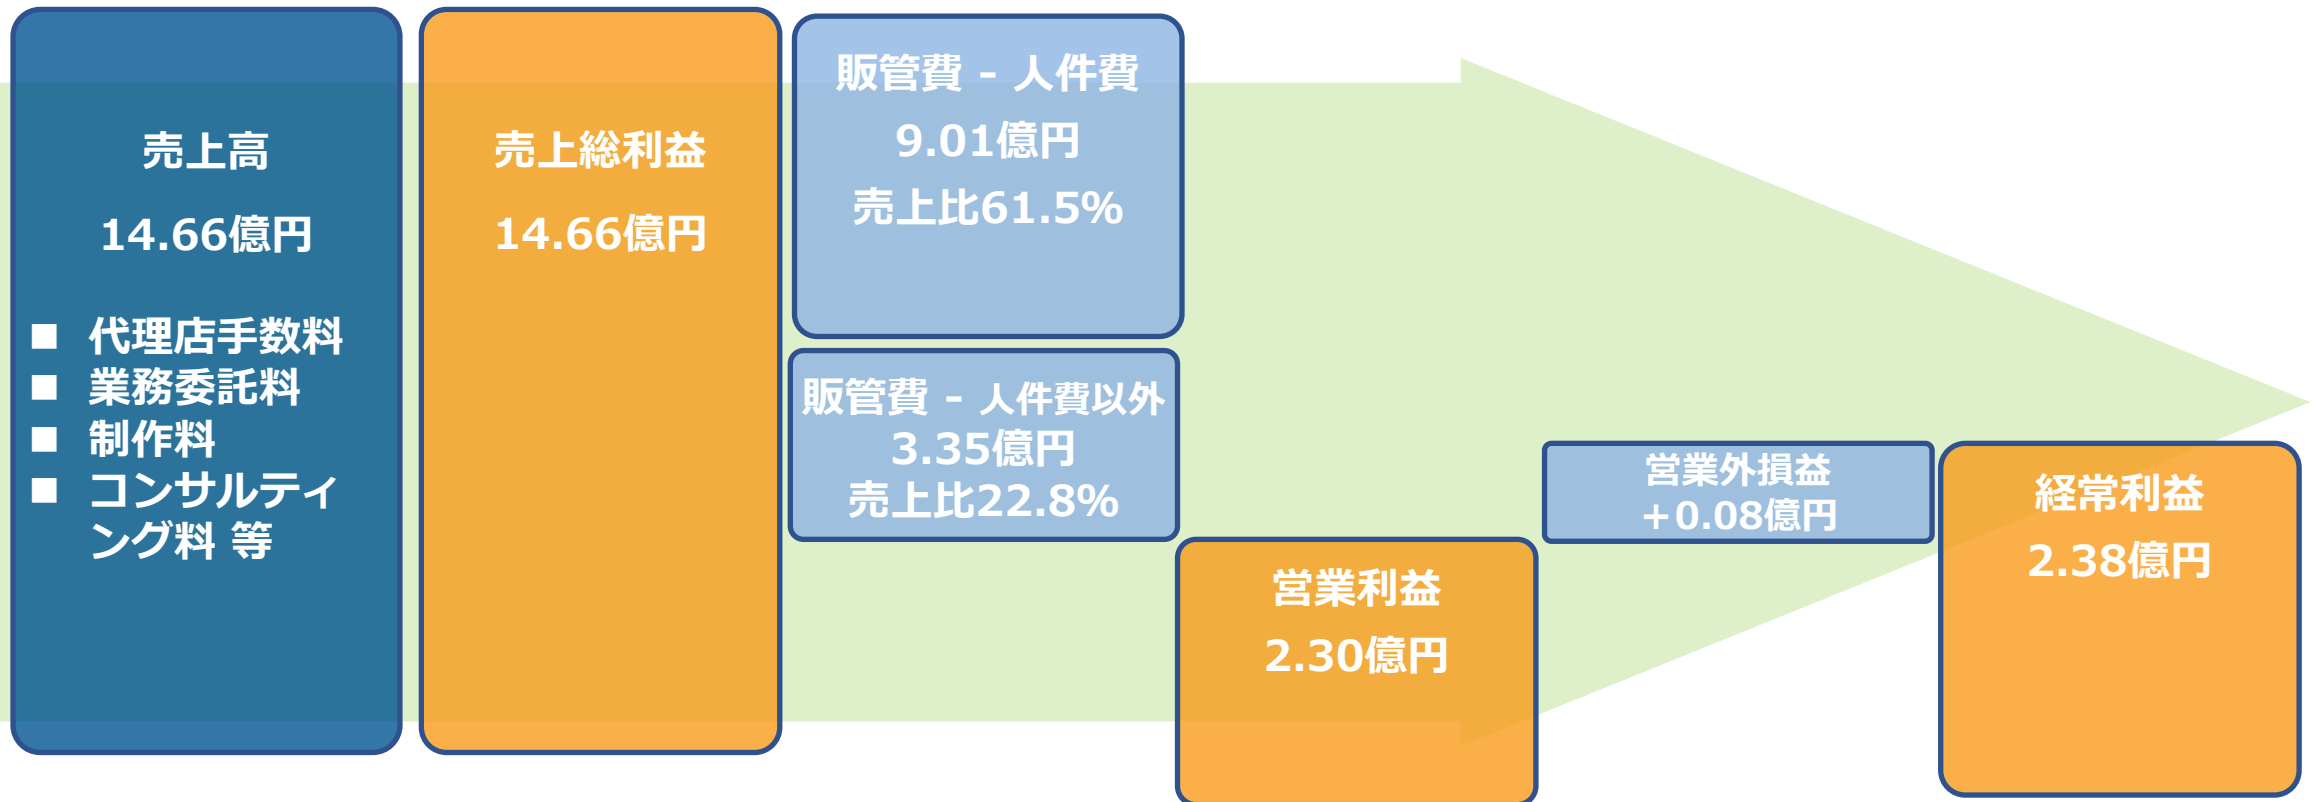 売上高
14.66億円
■ 代理店手数料
■ 業務委託料
■ 制作料
■ コンサルティ
ング料 等
売上総利益
14.66億円
販管費 - 人件費
9.01億円
売上比61.5%
販管費 - 人件費以外
3.35億円
売上比22.8%
営業利益
2.30億円
営業外損益
+0.08億円
経常利益
2.38億円